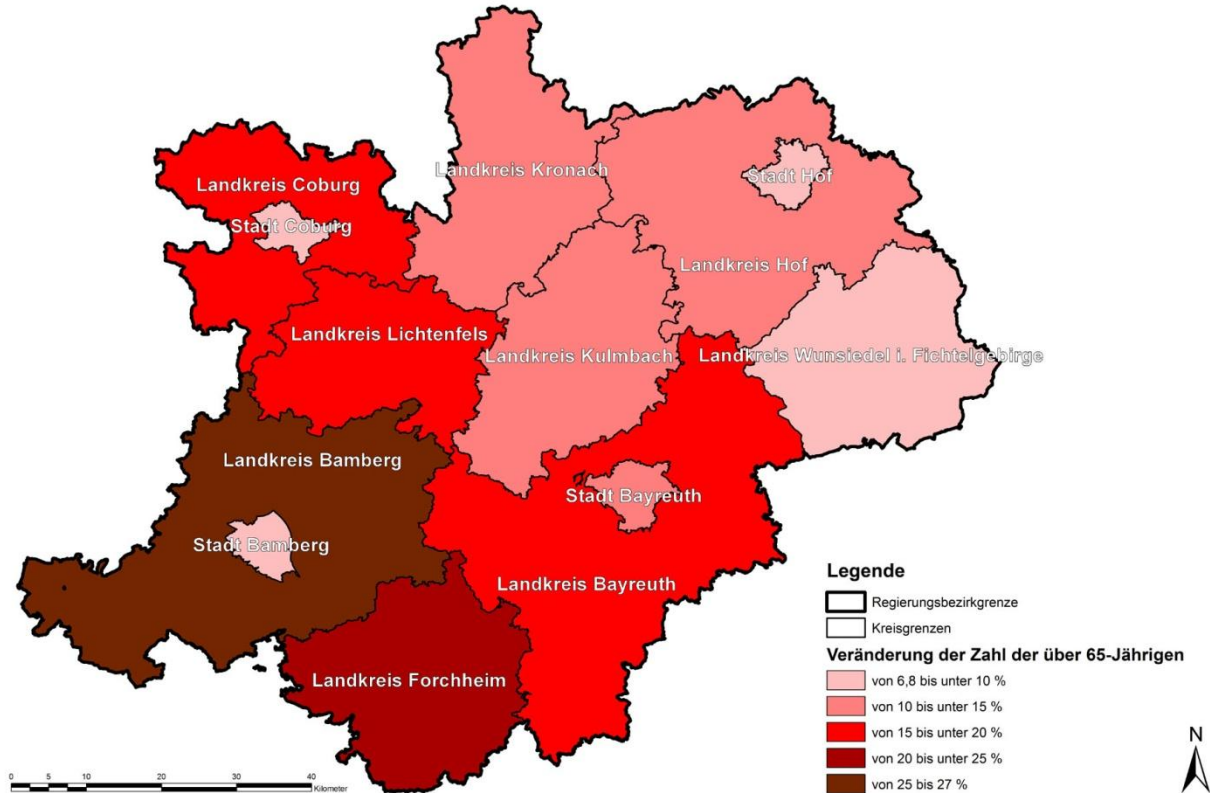 Landkreis Kronach
Stadt Hof
Landkreis Coburg
Stadt Coburg
Landkreis Hof
Landkreis Lichtenfels
Landkreis Kulmbach
Landkreis Wunsiedel i. Fichtelgebirge
Landkreis Bamberg
Stadt Bayreuth
Stadt Bamberg
Landkreis Bayreuth
Landkreis Forchheim
Legende
Regierungsbezirkgrenze
Kreisgrenzen
Veränderung der Zahl der über 65-Jährigen
von 6,8 bis unter 10 %
von 10 bis unter 15 %
von 15 bis unter 20 %
von 20 bis unter 25 %
von 25 bis 27 %
N
0 5 10 20 30 40
Kilometer